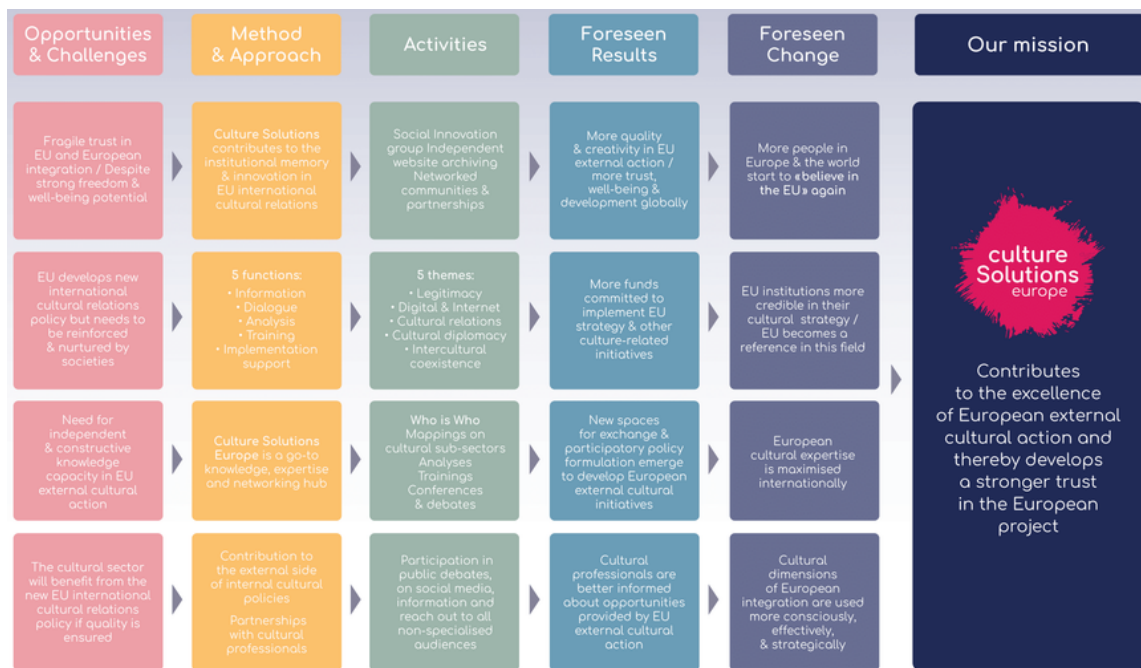 Opportunities
& Challenges
Method
& Approach
Activities
Foreseen
Results
Foreseen
Change
Our mission
Fragile trust in
EU and European
integration / Despite
strong freedom &
well-being potential
Culture Solutions
contributes to the
institutional memory
& innovation in
EU international
cultural relations
Social Innovation
group Independent
website archiving
Networked
communities &
partnerships
More quality
& creativity in EU
external action /
more trust,
well-being &
development globally
More people in
Europe & the world
start to «believe in
the EU» again
EU develops new
international
cultural relations
policy but needs to
be reinforced
& nurtured by
societies
5 functions:
• Information
• Dialogue
• Analysis
• Training
• Implementation
support
5 themes:
• Legitimacy
• Digital & Internet
• Cultural relations
• Cultural diplomacy
• Intercultural
coexistence
More funds
committed to
implement EU
strategy & other
culture-related
initiatives
EU institutions more
credible in their
cultural strategy /
EU becomes a
reference in this field
Need for
independent
& constructive
knowledge
capacity in EU
external cultural
action
Culture Solutions
Europe is a go-to
knowledge, expertise
and networking hub
Who is Who
Mappings on
cultural sub-sectors
Analyses
Trainings
Conferences
& debates
New spaces
for exchange &
participatory policy
formulation emerge
to develop European
external cultural
initiatives
European
cultural expertise
is maximised
internationally
The cultural sector
will benefit from the
new EU international
cultural relations
policy if quality is
ensured
Contribution to
the external side
of internal cultural
policies
Partnerships
with cultural
professionals
Participation in
public debates,
on social media,
information and
reach out to all
non-specialised
audiences
Cultural
professionals are
better informed
about opportunities
provided by EU
external cultural
action
Cultural
dimensions
of European
integration are used
more consciously,
effectively,
& strategically
culture
Solutions
europe
Contributes
to the excellence
of European external
cultural action and
thereby develops
a stronger trust
in the European
project